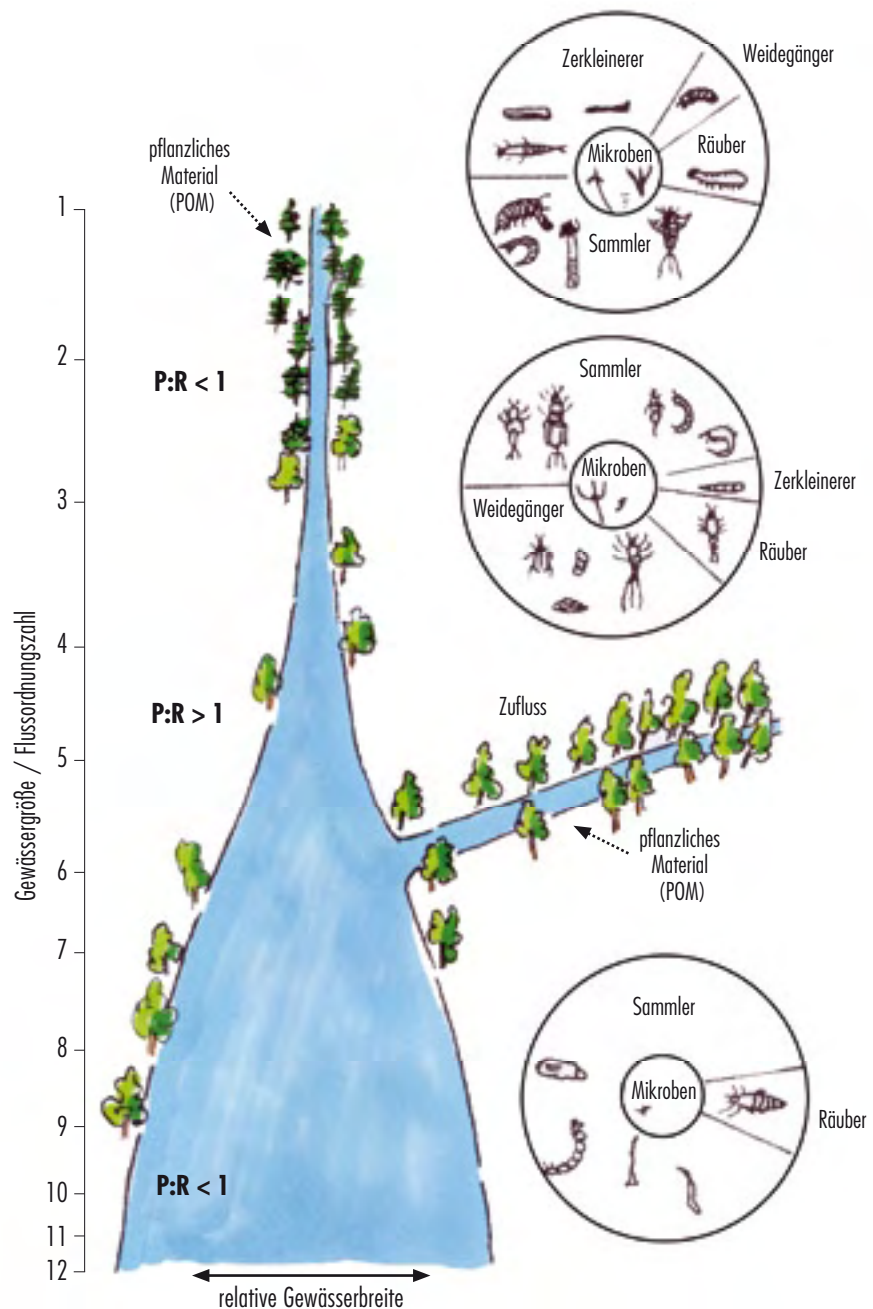 Zerkleinerer
Weidegänger
Räuber
Mikroben
Sammler
pflanzliches
Material
(POM)
1
2
P:R < 1
3
Sammler
Mikroben
Weidegänger
Zerkleinerer
Räuber
4
P:R > 1
5
Zufluss
pflanzliches
Material
(POM)
6
7
Gewässergröße / Flussordnungszahl
8
9
10
11
12
P:R < 1
Sammler
Mikroben
Räuber
relative Gewässerbreite